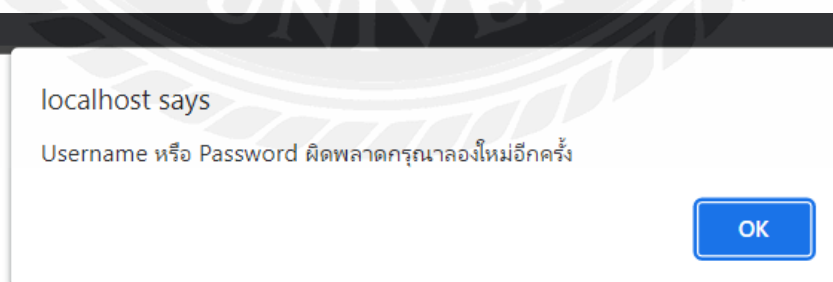 UNIVE
localhost says
Username หรือ Password ผิดพลาดกรุณาลองใหม่อีกครั้ง
OK